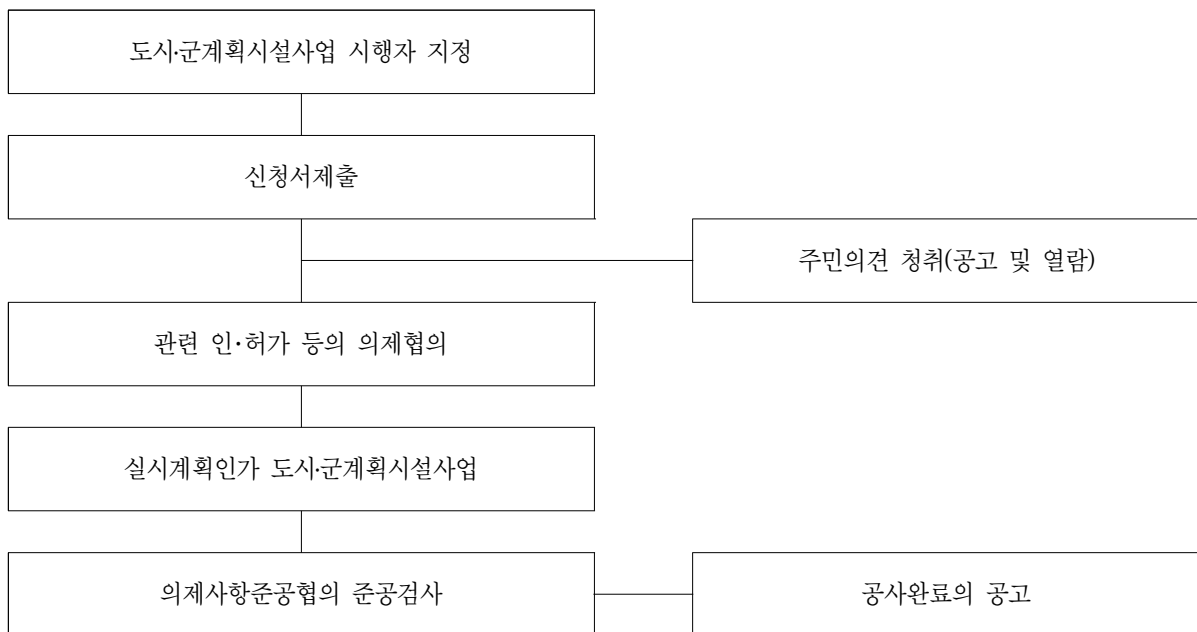 도시·군계획시설사업 시행자 지정
신청서제출
주민의견 청취(공고 및 열람)
관련 인·허가 등의 의제협의
실시계획인가 도시·군계획시설사업
의제사항준공협의 준공검사
공사완료의 공고